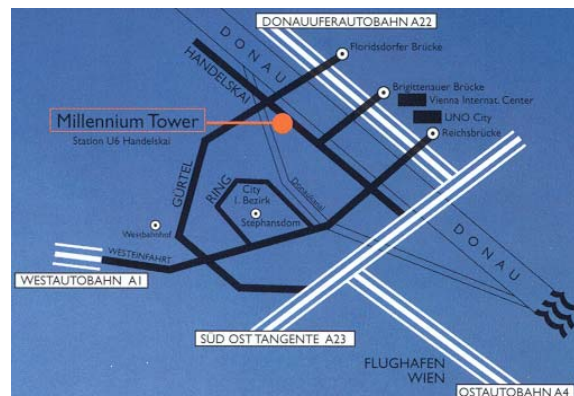 DONAUUFERAUTOBAHN A22
DONAU
Floridsdorfer Brücke
HANDELSKAI
Brigittenauer Brücke
Vienna Internat. Center
UNO City
Reichsbrücke
Millennium Tower
Station U6 Handelskai
GÜRTEL
RING
City
I. Bezirk
Stephansdom
Donaukanal
Westbahnhof
WESTEINFAHRT
WESTAUTOBAHN A1
DONAU
SÜD OST TANGENTE A23
FLUGHAFEN
WIEN
OSTAUTOBAHN A4